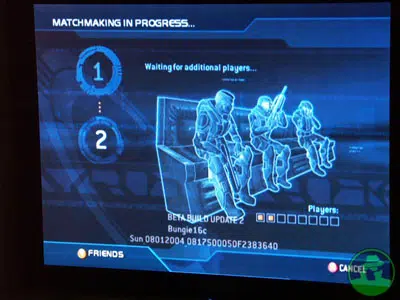 MATCHMAKING IN PROGRESS...
1
Waiting for additional players...
2
Players:
BETA BUILD UPDATE 2
Bungie16c
Sun 08012004 081750050F2383640
Y FRIENDS
B CANCEL